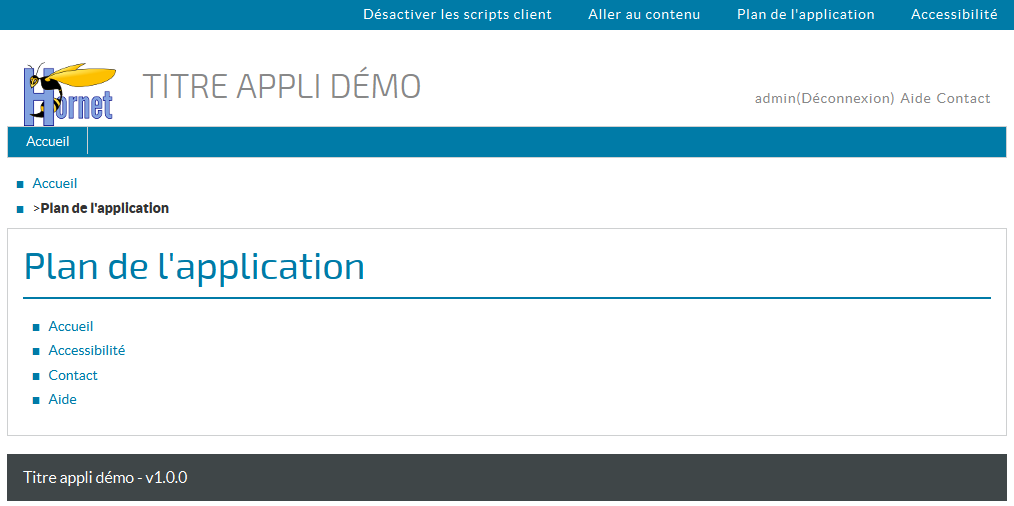 Désactiver les scripts client Aller au contenu Plan de l'application Accessibilité
Hornet
TITRE APPLI DÉMO
admin(Déconnexion) Aide Contact
Accueil
Accueil
>Plan de l'application
Plan de l'application
Accueil
Accessibilité
Contact
Aide
Titre appli démo - v1.0.0